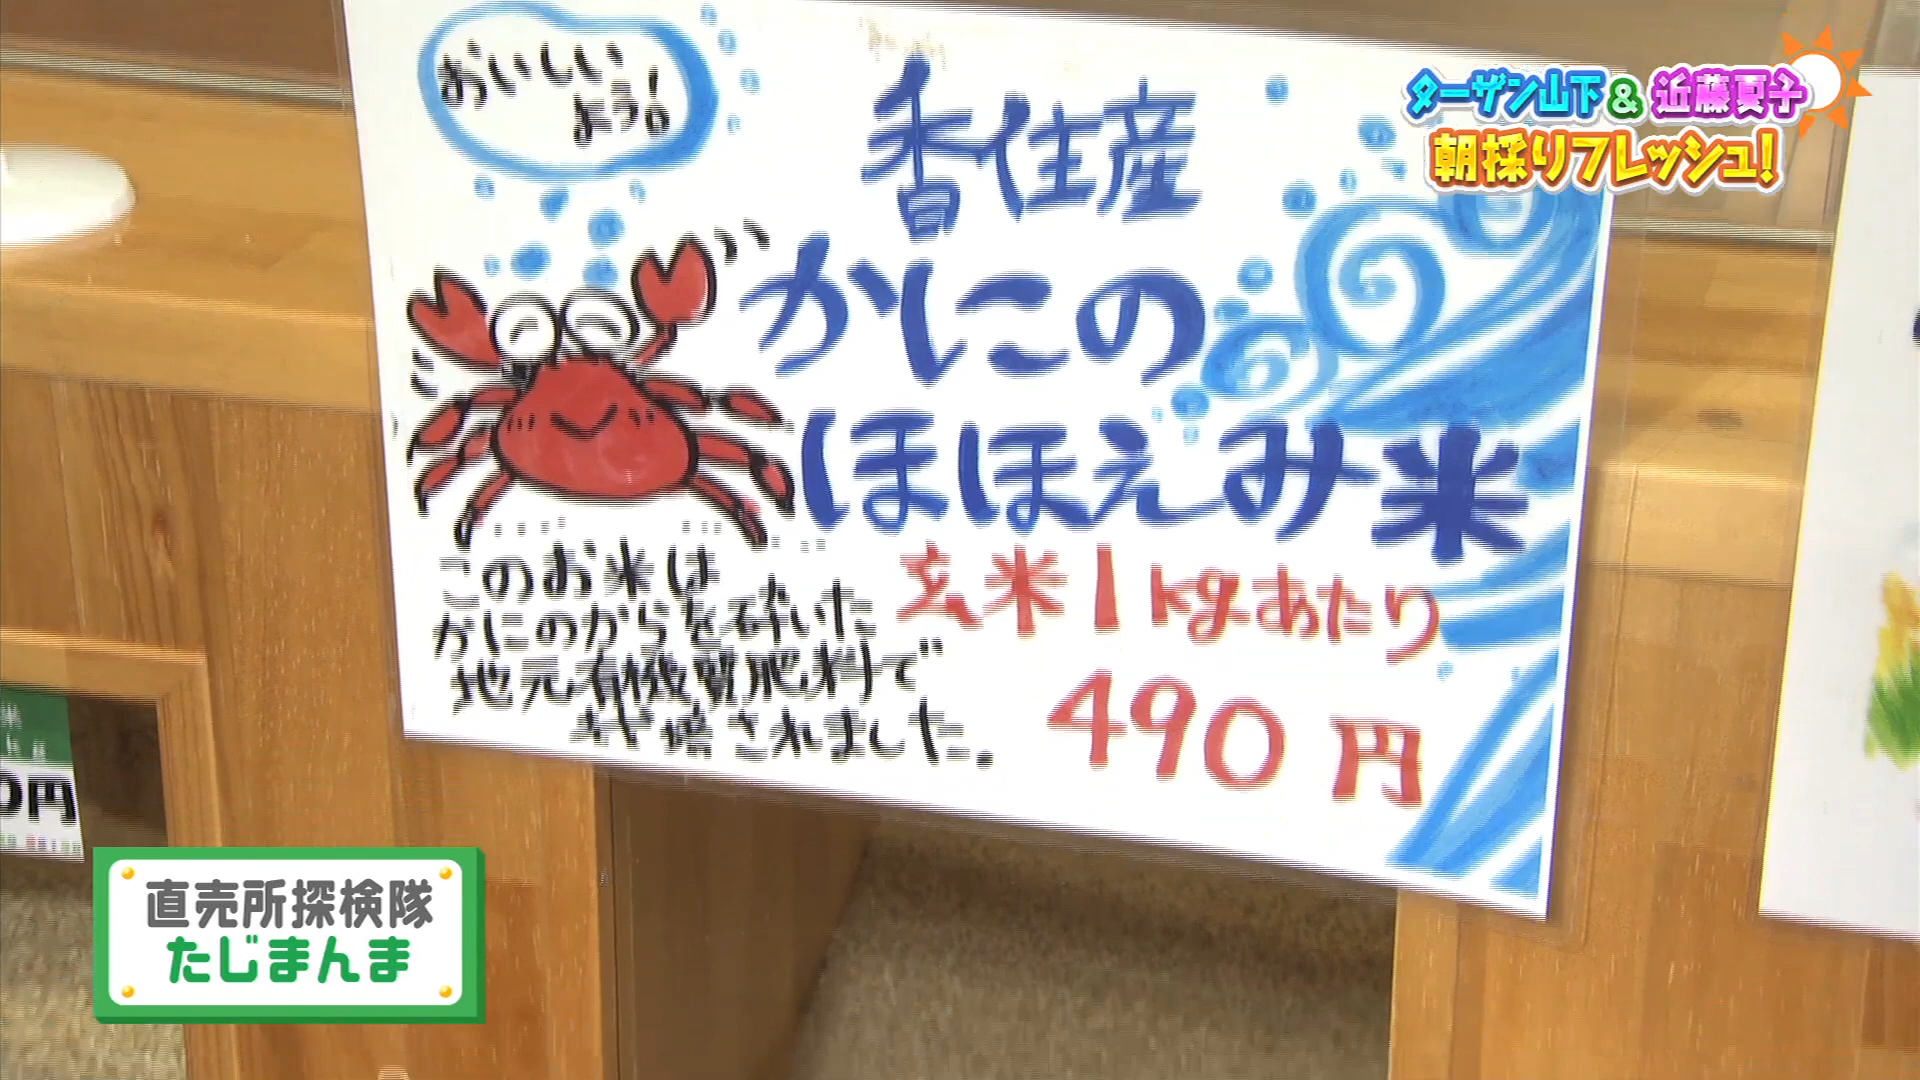 ターザン山下&近藤夏子
朝採りフレッシュ!
おいしい
よう!
香住産
かにの
ほほえみ米
玄米1kgあたり
490円
このお米は
かにのからを砕いた
地元有機質肥料で
栽培されました。
0円
直売所探検隊
たじまんま